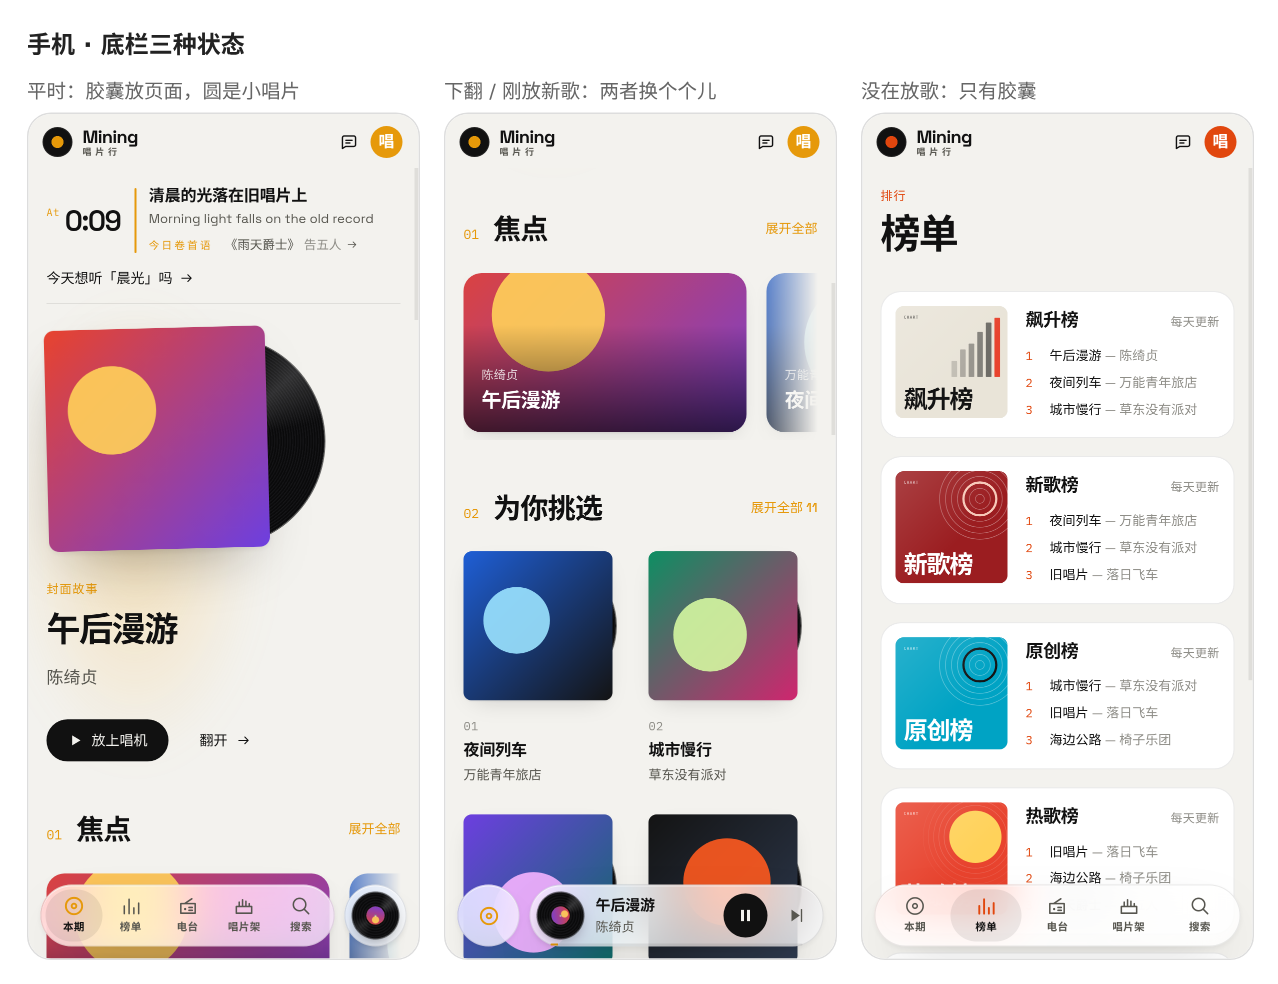 手机 · 底栏三种状态
平时：胶囊放页面，圆是小唱片
Mining
唱片行
唱
At 0:09
清晨的光落在旧唱片上
Morning light falls on the old record
今日卷首语 《雨天爵士》 告五人 →
今天想听「晨光」吗 →
封面故事
午后漫游
陈绮贞
放上唱机 翻开 →
01 焦点 展开全部
本期 榜单 电台 唱片架 搜索
下翻 / 刚放新歌：两者换个个儿
Mining
唱片行
唱
01 焦点 展开全部
陈绮贞
午后漫游
万能
夜间
02 为你挑选 展开全部 11
01
夜间列车
万能青年旅店
02
城市慢行
草东没有派对
午后漫游
陈绮贞
没在放歌：只有胶囊
Mining
唱片行
唱
排行
榜单
CHART
飙升榜
飙升榜 每天更新
1 午后漫游 — 陈绮贞
2 夜间列车 — 万能青年旅店
3 城市慢行 — 草东没有派对
CHART
新歌榜
新歌榜 每天更新
1 夜间列车 — 万能青年旅店
2 城市慢行 — 草东没有派对
3 旧唱片 — 落日飞车
CHART
原创榜
原创榜 每天更新
1 城市慢行 — 草东没有派对
2 旧唱片 — 落日飞车
3 海边公路 — 椅子乐团
CHART
热歌榜 每天更新
1 旧唱片 — 落日飞车
2 海边公路 — 椅子乐团
本期 榜单 电台 唱片架 搜索